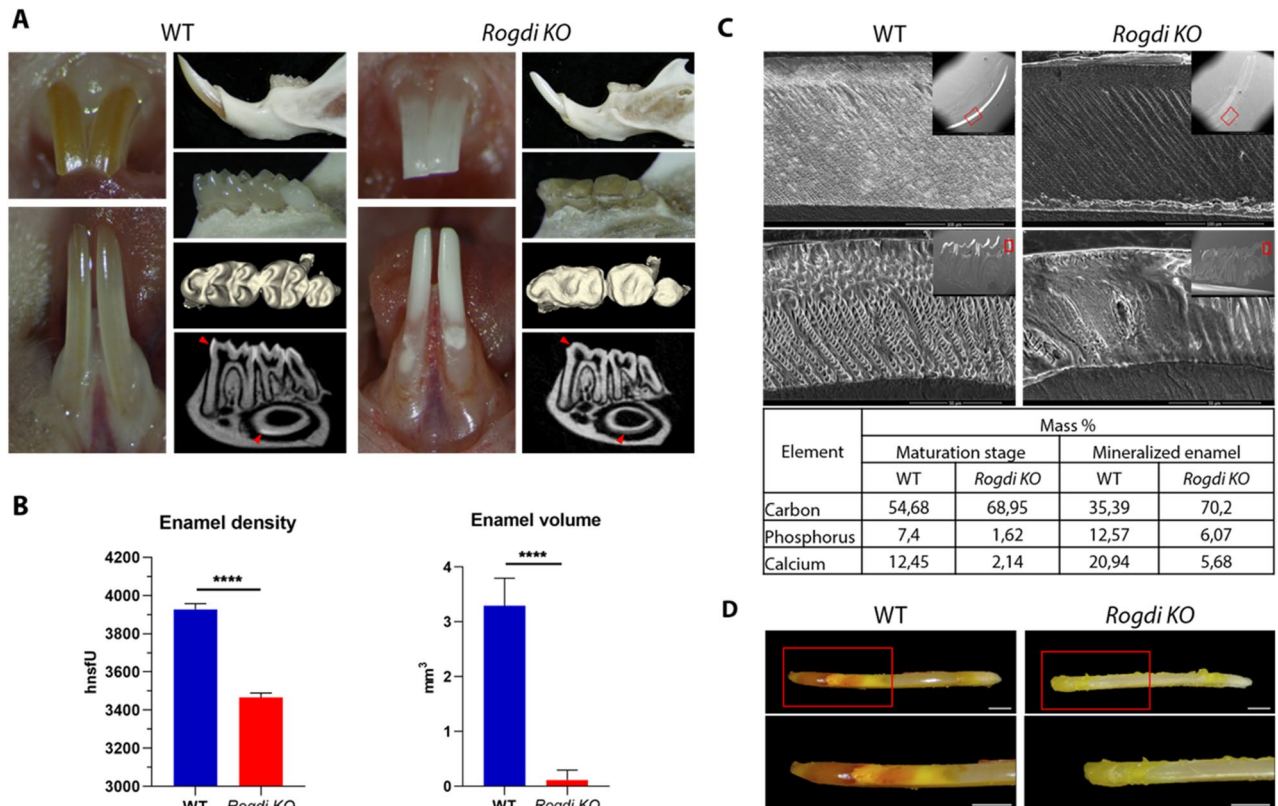 A
WT
Rogdi KO
B
Enamel density
4200
4000
3800
3600
3400
3200
3000
hnsfU
****
WT
Rogdi KO
Enamel volume
4
3
2
1
0
mm³
****
WT
Rogdi KO
C
WT
Rogdi KO
Element
Mass %
Maturation stage Mineralized enamel
WT Rogdi KO WT Rogdi KO
Carbon 54,68 68,95 35,39 70,2
Phosphorus 7,4 1,62 12,57 6,07
Calcium 12,45 2,14 20,94 5,68
D
WT
Rogdi KO